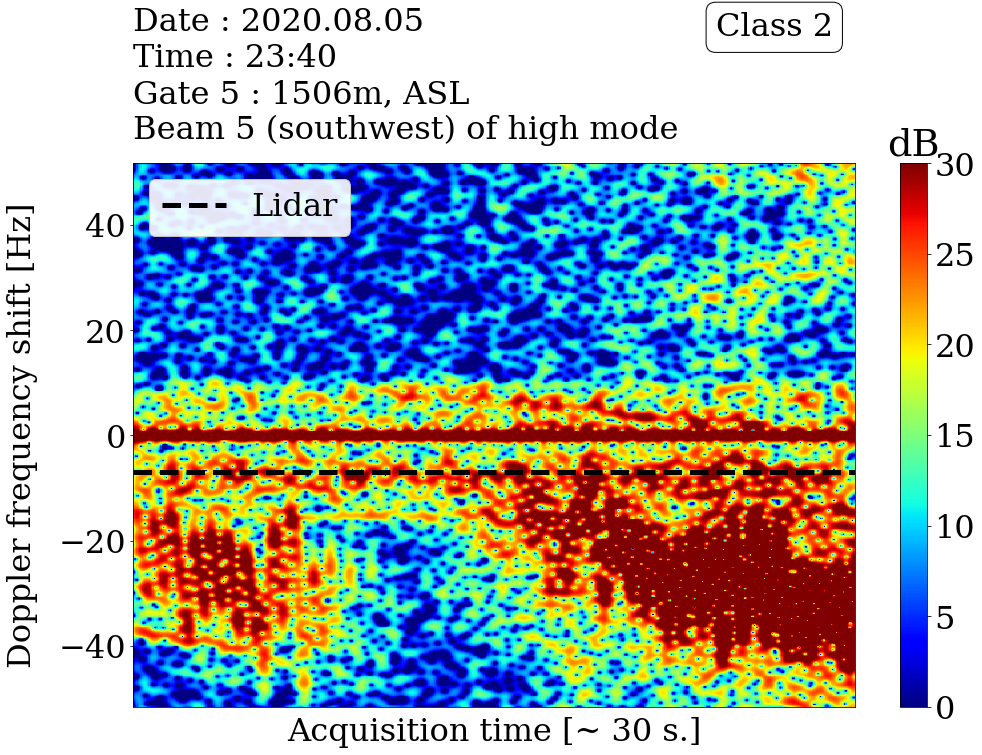 Date : 2020.08.05
Time : 23:40
Gate 5 : 1506m, ASL
Beam 5 (southwest) of high mode
Class 2
dB
Lidar
Doppler frequency shift [Hz]
40
20
0
−20
−40
30
25
20
15
10
5
0
Acquisition time [~ 30 s.]